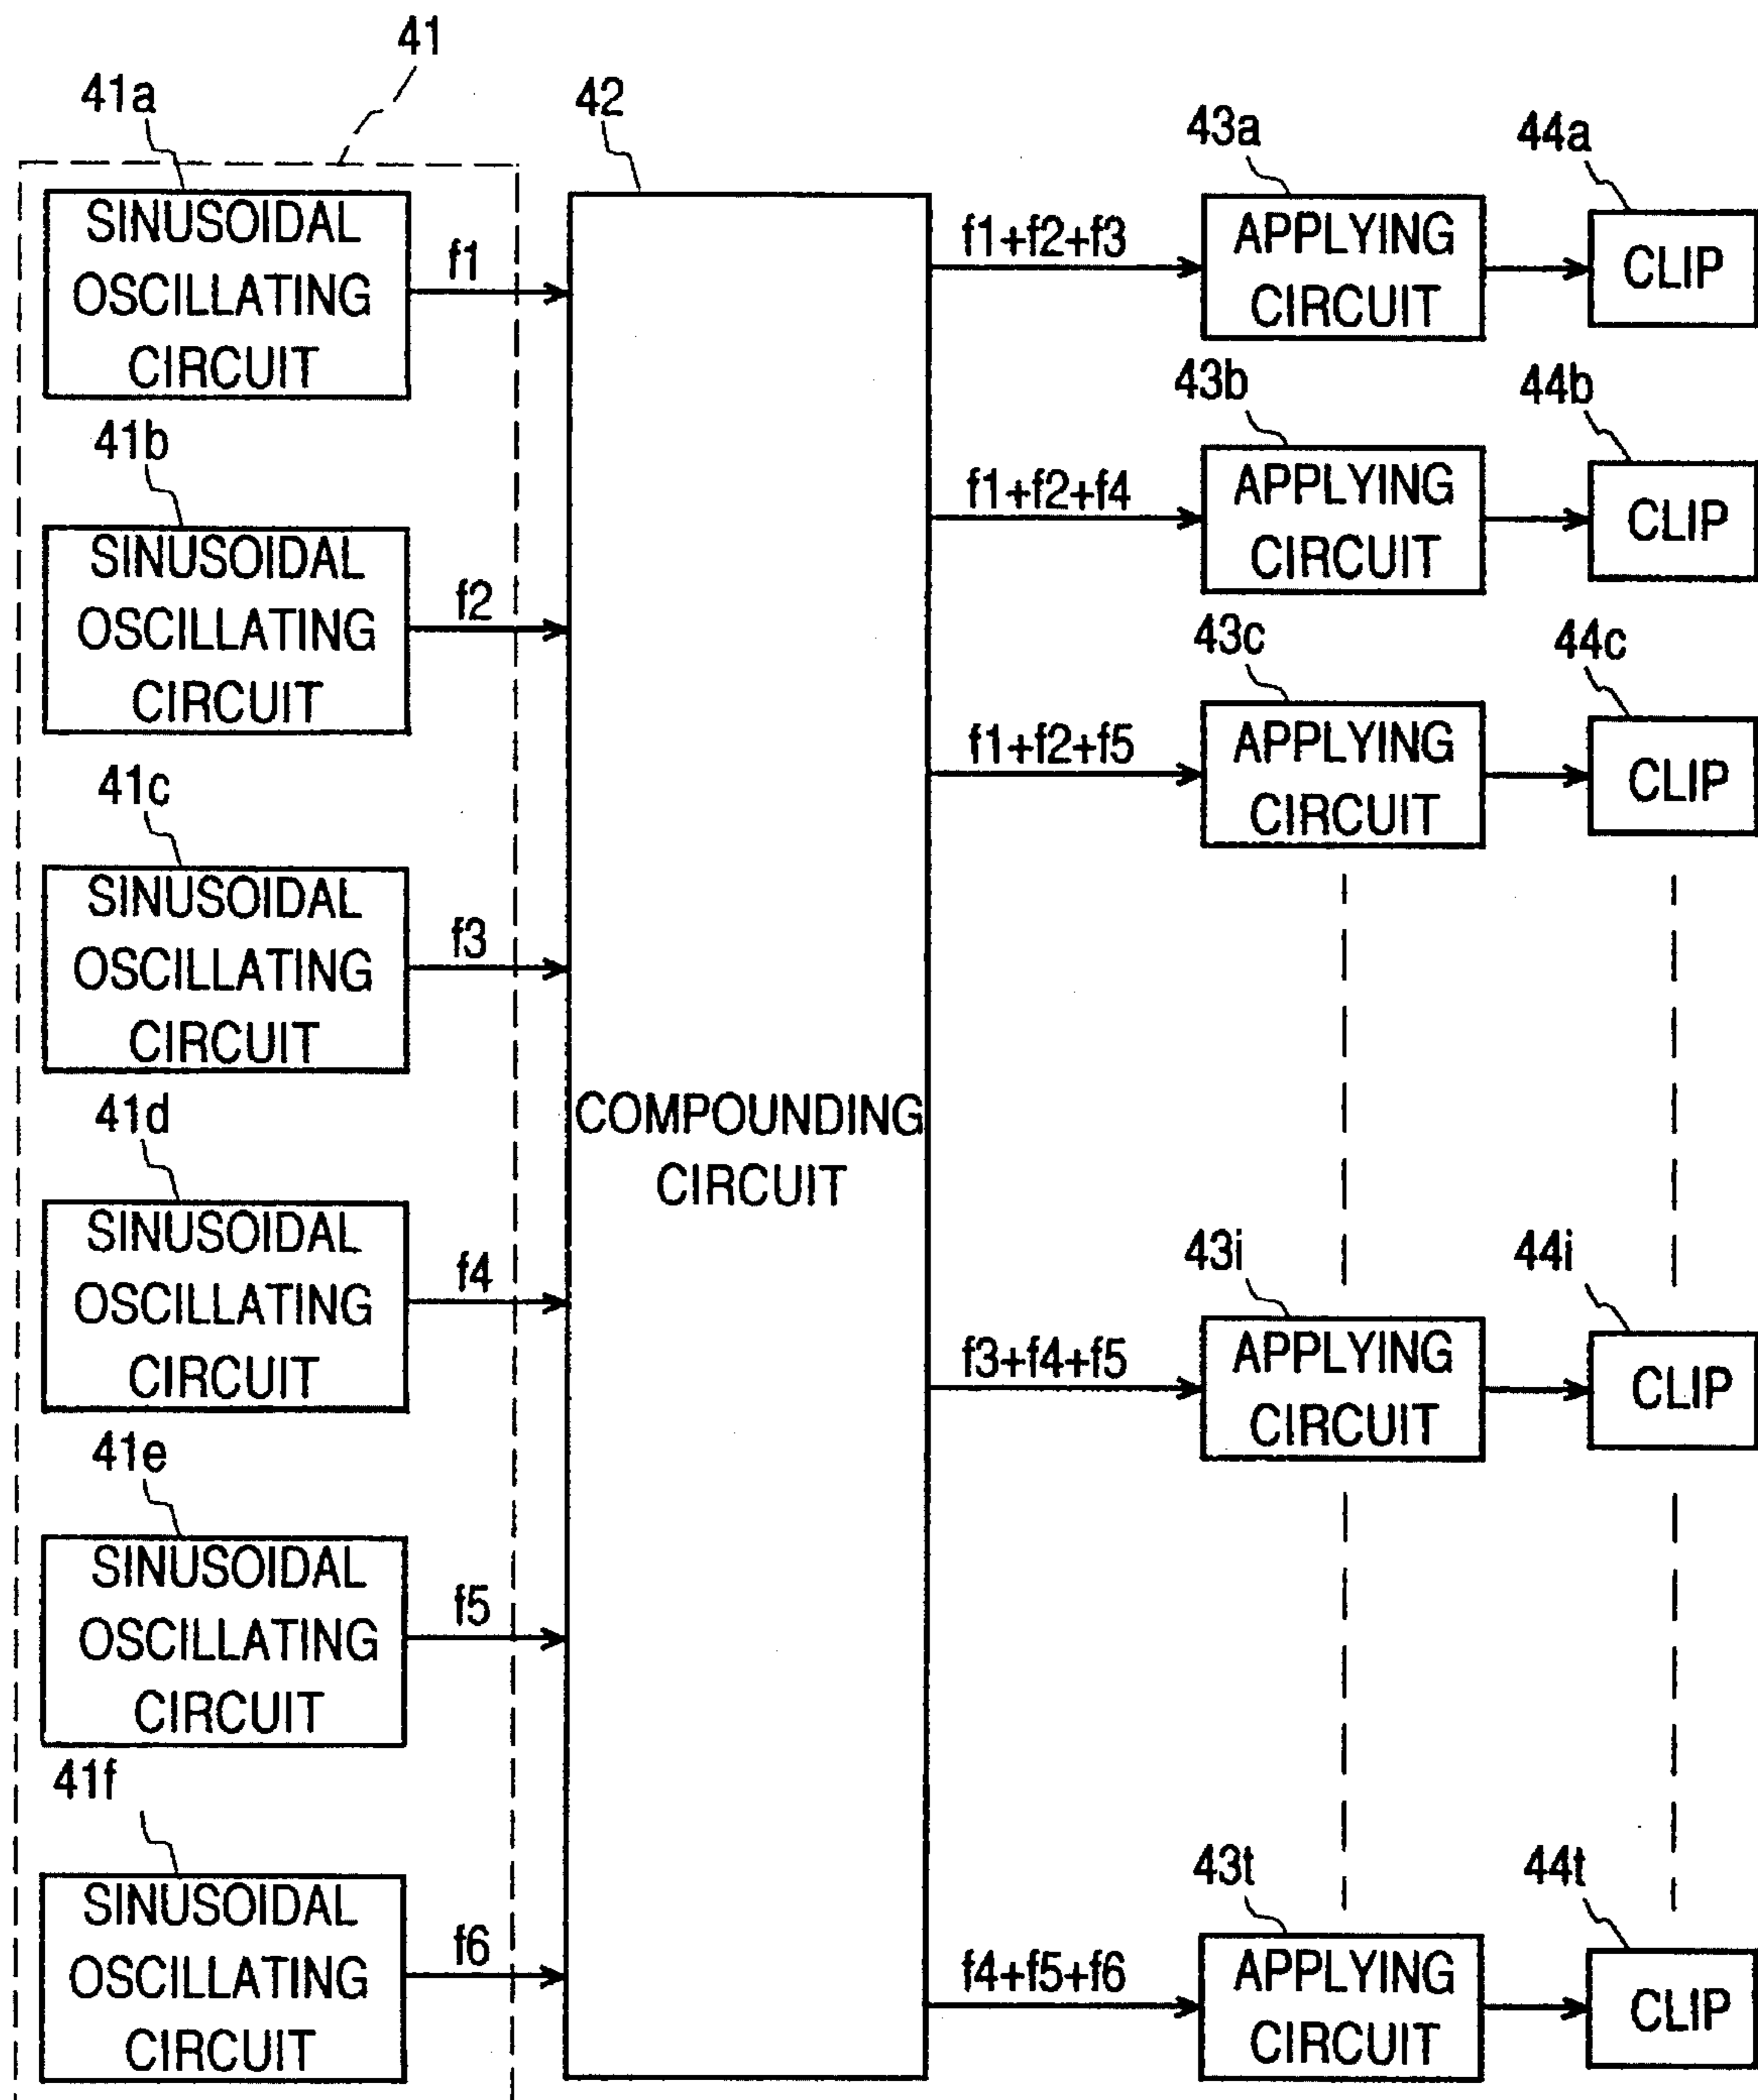 41
41a
42
43a
44a
SINUSOIDAL
OSCILLATING
CIRCUIT
f1
f1+f2+f3
APPLYING
CIRCUIT
CLIP
41b
43b
44b
SINUSOIDAL
OSCILLATING
CIRCUIT
f2
f1+f2+f4
APPLYING
CIRCUIT
CLIP
41c
43c
44c
SINUSOIDAL
OSCILLATING
CIRCUIT
f3
f1+f2+f5
APPLYING
CIRCUIT
CLIP
COMPOUNDING
CIRCUIT
41d
43i
44i
SINUSOIDAL
OSCILLATING
CIRCUIT
f4
f3+f4+f5
APPLYING
CIRCUIT
CLIP
41e
SINUSOIDAL
OSCILLATING
CIRCUIT
f5
41f
43t
44t
SINUSOIDAL
OSCILLATING
CIRCUIT
f6
f4+f5+f6
APPLYING
CIRCUIT
CLIP